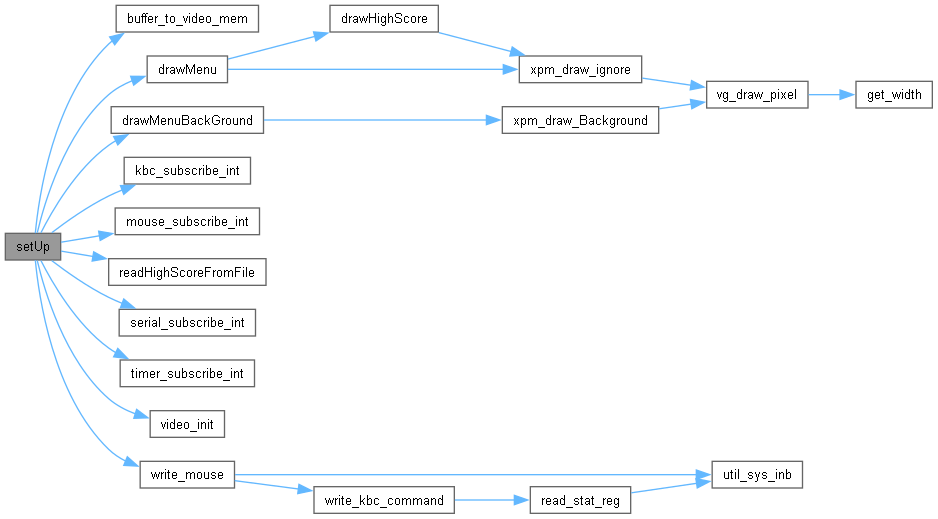 buffer_to_video_mem
drawHighScore
drawMenu
xpm_draw_ignore
vg_draw_pixel
get_width
drawMenuBackGround
xpm_draw_Background
kbc_subscribe_int
mouse_subscribe_int
setUp
readHighScoreFromFile
serial_subscribe_int
timer_subscribe_int
video_init
write_mouse
util_sys_inb
write_kbc_command
read_stat_reg